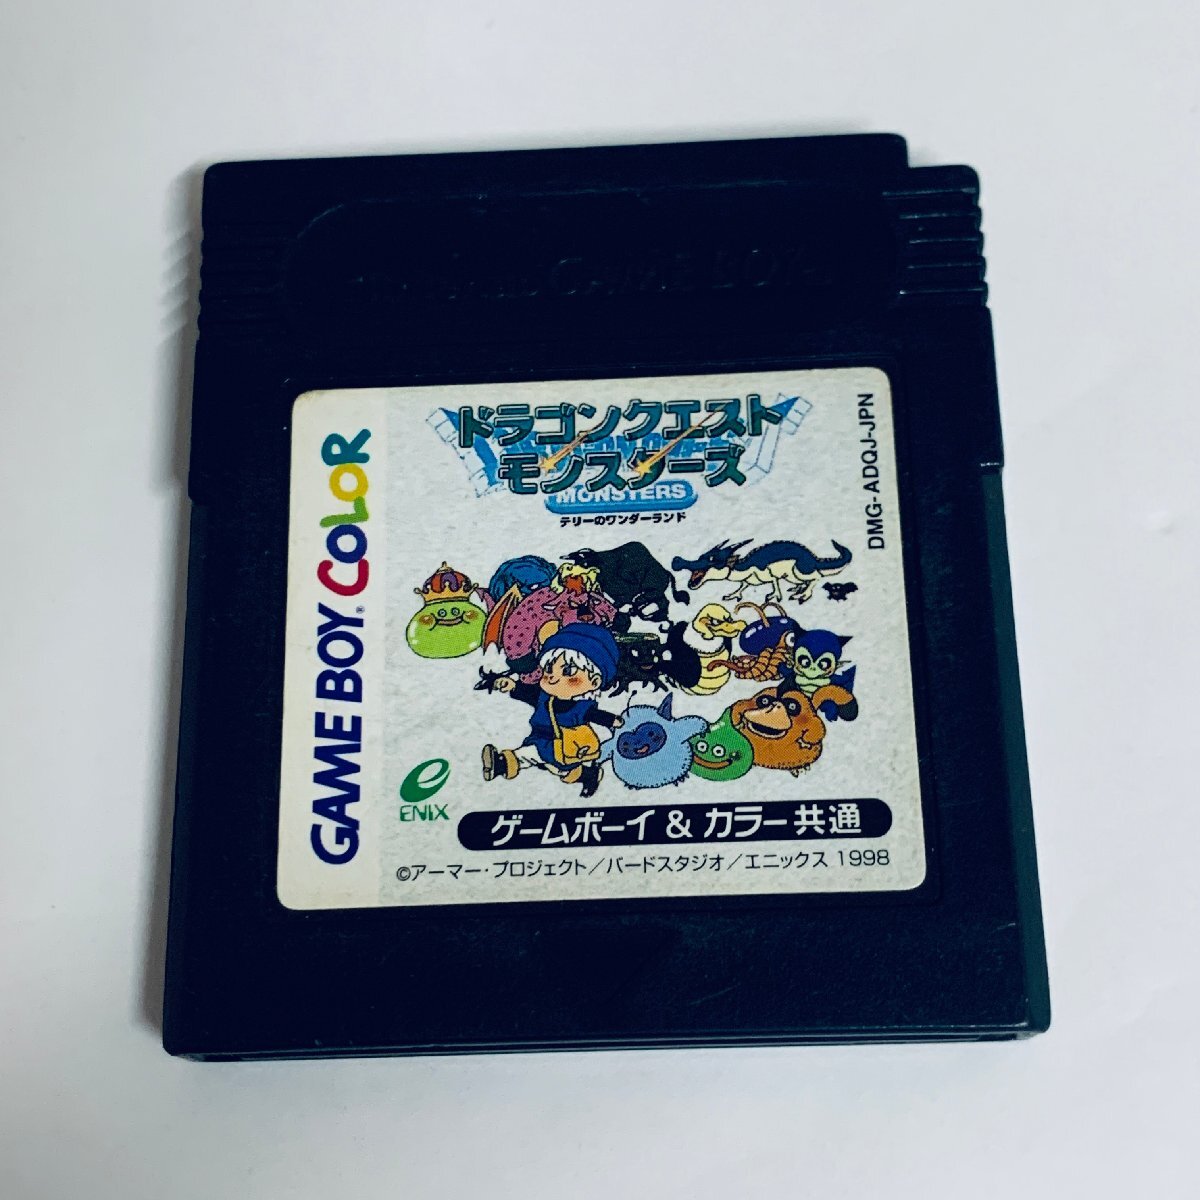 GAME BOY
GAME BOY COLOR
ドラゴンクエスト
モンスターズ
MONSTERS
テリーのワンダーランド
DMG-ADQJ-JPN
e
ENIX
ゲームボーイ & カラー共通
©アーマー・プロジェクト/バードスタジオ/エニックス 1998